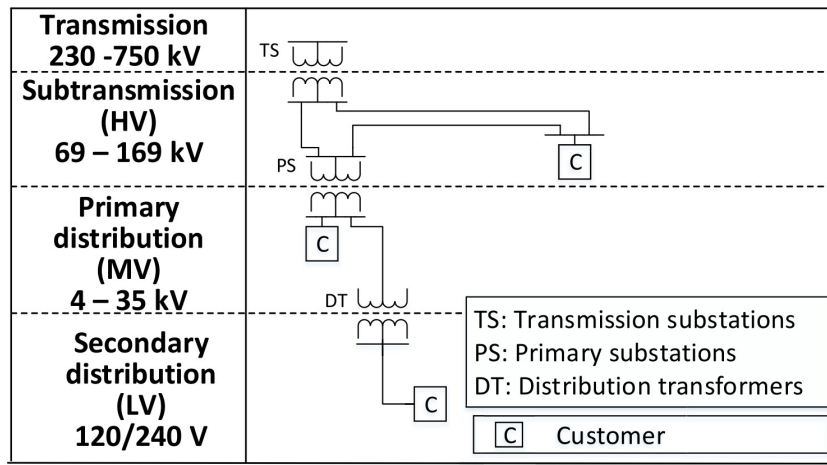 Transmission
230 -750 kV
TS
Subtransmission
(HV)
69 – 169 kV
PS
C
Primary
distribution
(MV)
4 – 35 kV
C
DT
Secondary
distribution
(LV)
120/240 V
C
TS: Transmission substations
PS: Primary substations
DT: Distribution transformers
C Customer